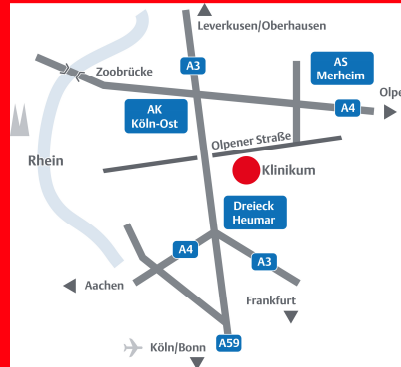 Leverkusen/Oberhausen
A3
Zoobrücke
AS
Merheim
Olpe
A4
AK
Köln-Ost
Olpener Straße
Rhein
Klinikum
Dreieck
Heumar
A4
A3
Aachen
Frankfurt
Köln/Bonn
A59